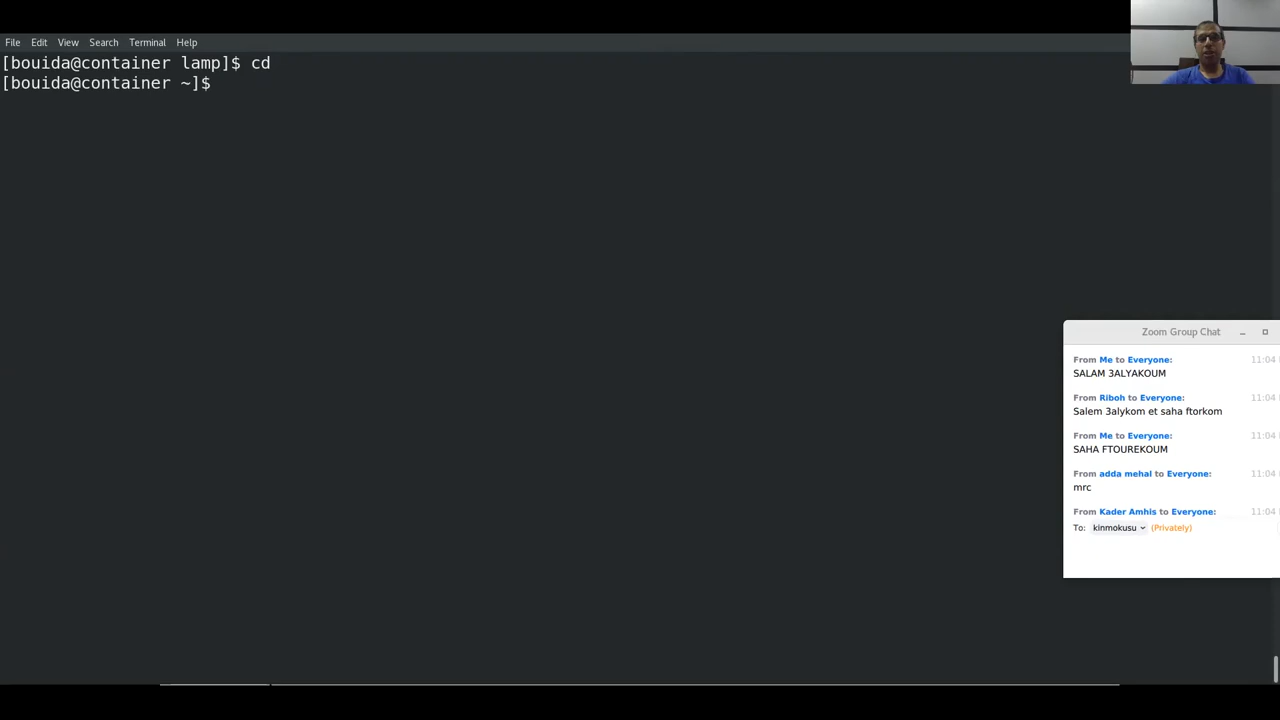 File Edit View Search Terminal Help
[bouida@container lamp]$ cd
[bouida@container ~]$
Zoom Group Chat
From Me to Everyone: 11:04
SALAM 3ALYAKOUM
From Riboh to Everyone: 11:04
Salem 3alykom et saha ftorkom
From Me to Everyone: 11:04
SAHA FTOUREKOUM
From adda mehal to Everyone: 11:04
mrc
From Kader Amhis to Everyone: 11:04
To: kinmokusu (Privately)